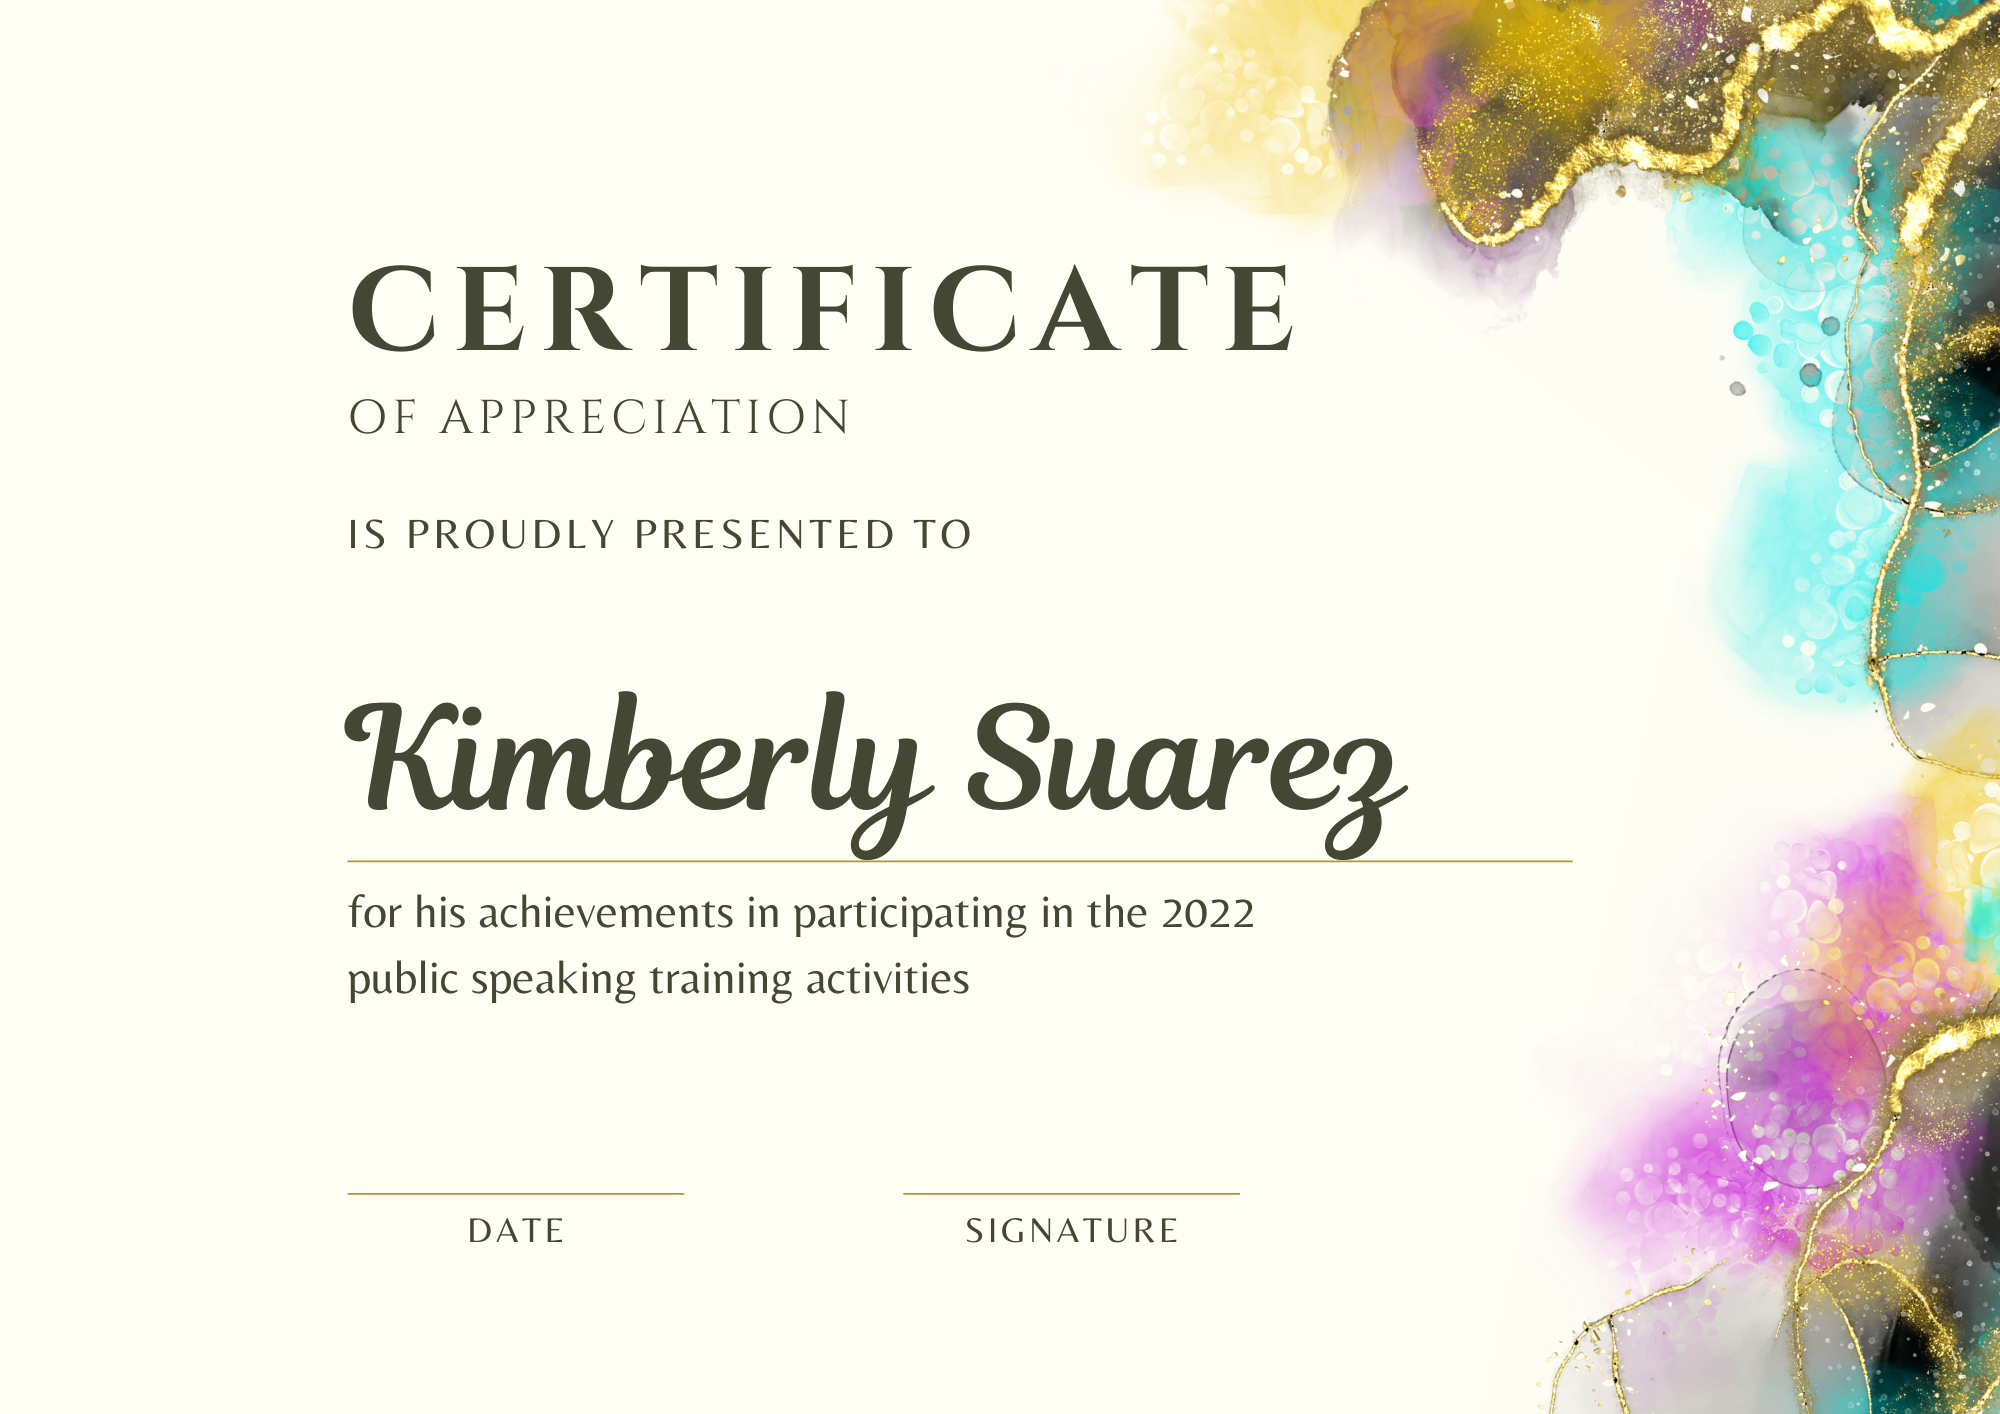 CERTIFICATE
OF APPRECIATION
IS PROUDLY PRESENTED TO
Kimberly Suarez
for his achievements in participating in the 2022
public speaking training activities
DATE
SIGNATURE